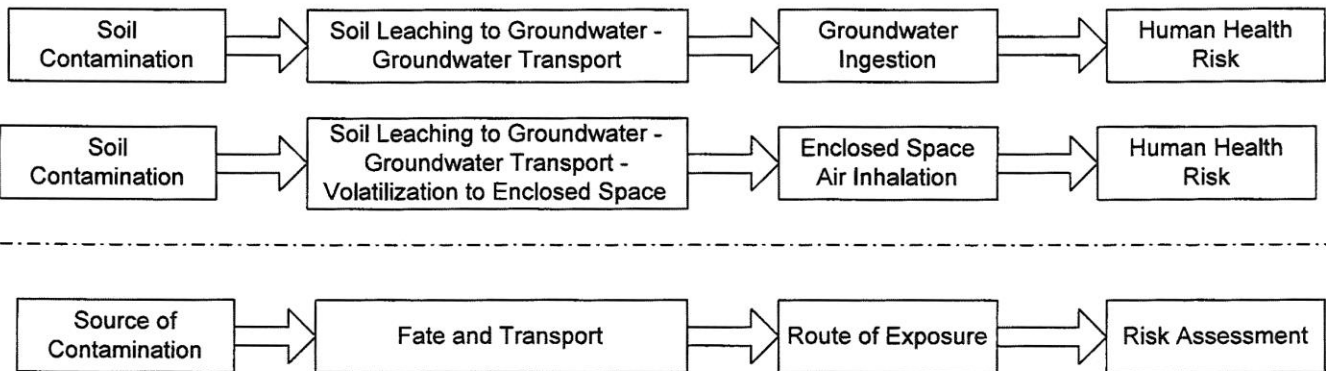 Soil
Contamination
Soil Leaching to Groundwater -
Groundwater Transport
Groundwater
Ingestion
Human Health
Risk
Soil
Contamination
Soil Leaching to Groundwater -
Groundwater Transport -
Volatilization to Enclosed Space
Enclosed Space
Air Inhalation
Human Health
Risk
Source of
Contamination
Fate and Transport
Route of Exposure
Risk Assessment